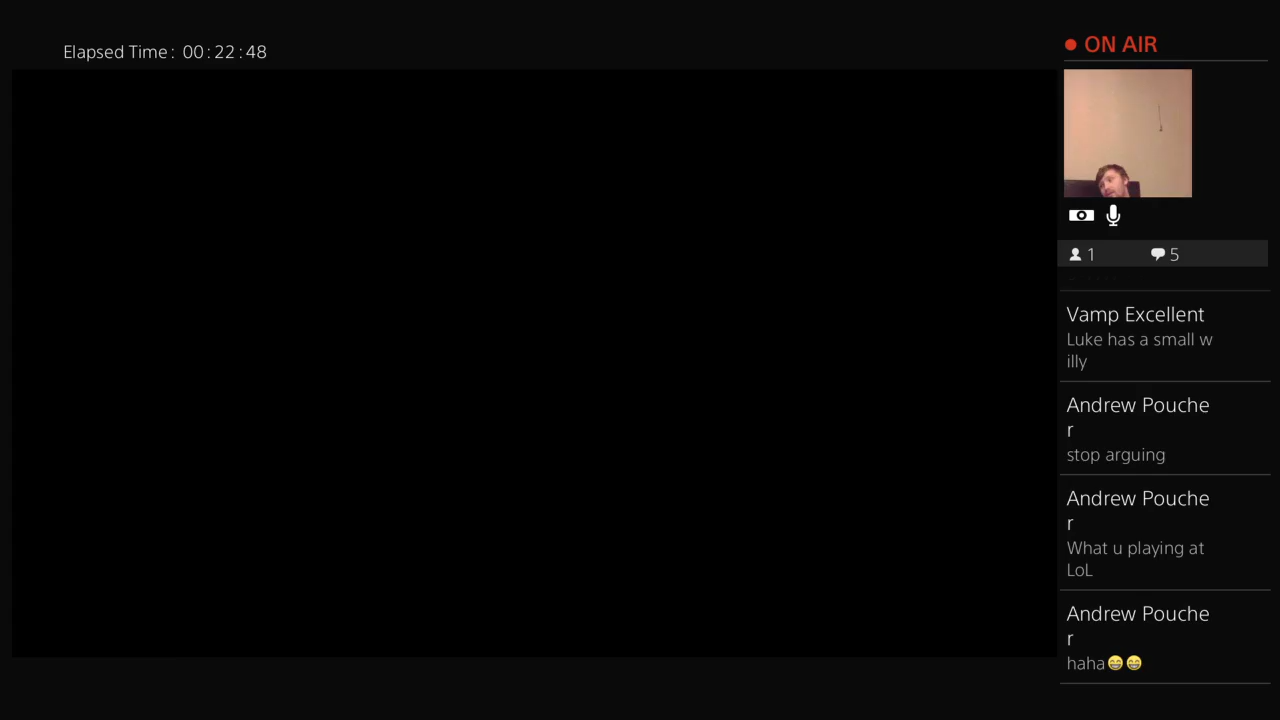 Elapsed Time: 00:22:48
ON AIR
1 5
Vamp Excellent
Luke has a small w
illy
Andrew Pouche
r
stop arguing
Andrew Pouche
r
What u playing at
LoL
Andrew Pouche
r
haha😁😁